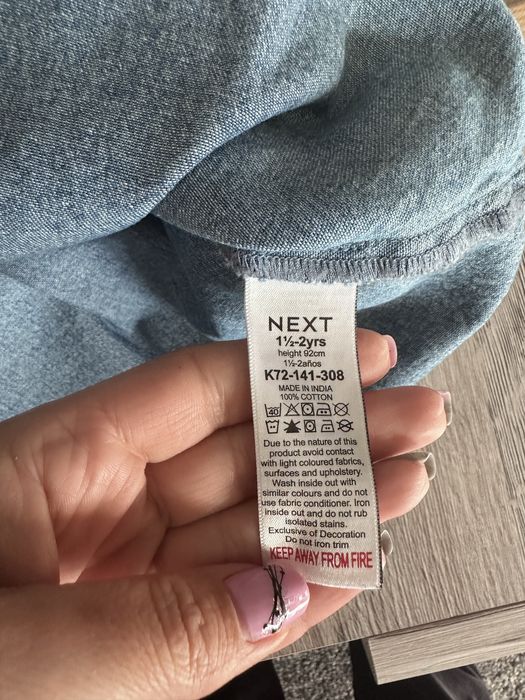 NEXT
1½-2yrs
height 92cm
1½-2años
K72-141-308
MADE IN INDIA
100% COTTON
40
Due to the nature of this
product avoid contact
with light coloured fabrics,
surfaces and upholstery.
Wash inside out with
similar colours and do not
use fabric conditioner. Iron
inside out and do not rub
isolated stains.
Exclusive of Decoration
Do not iron trim
KEEP AWAY FROM FIRE